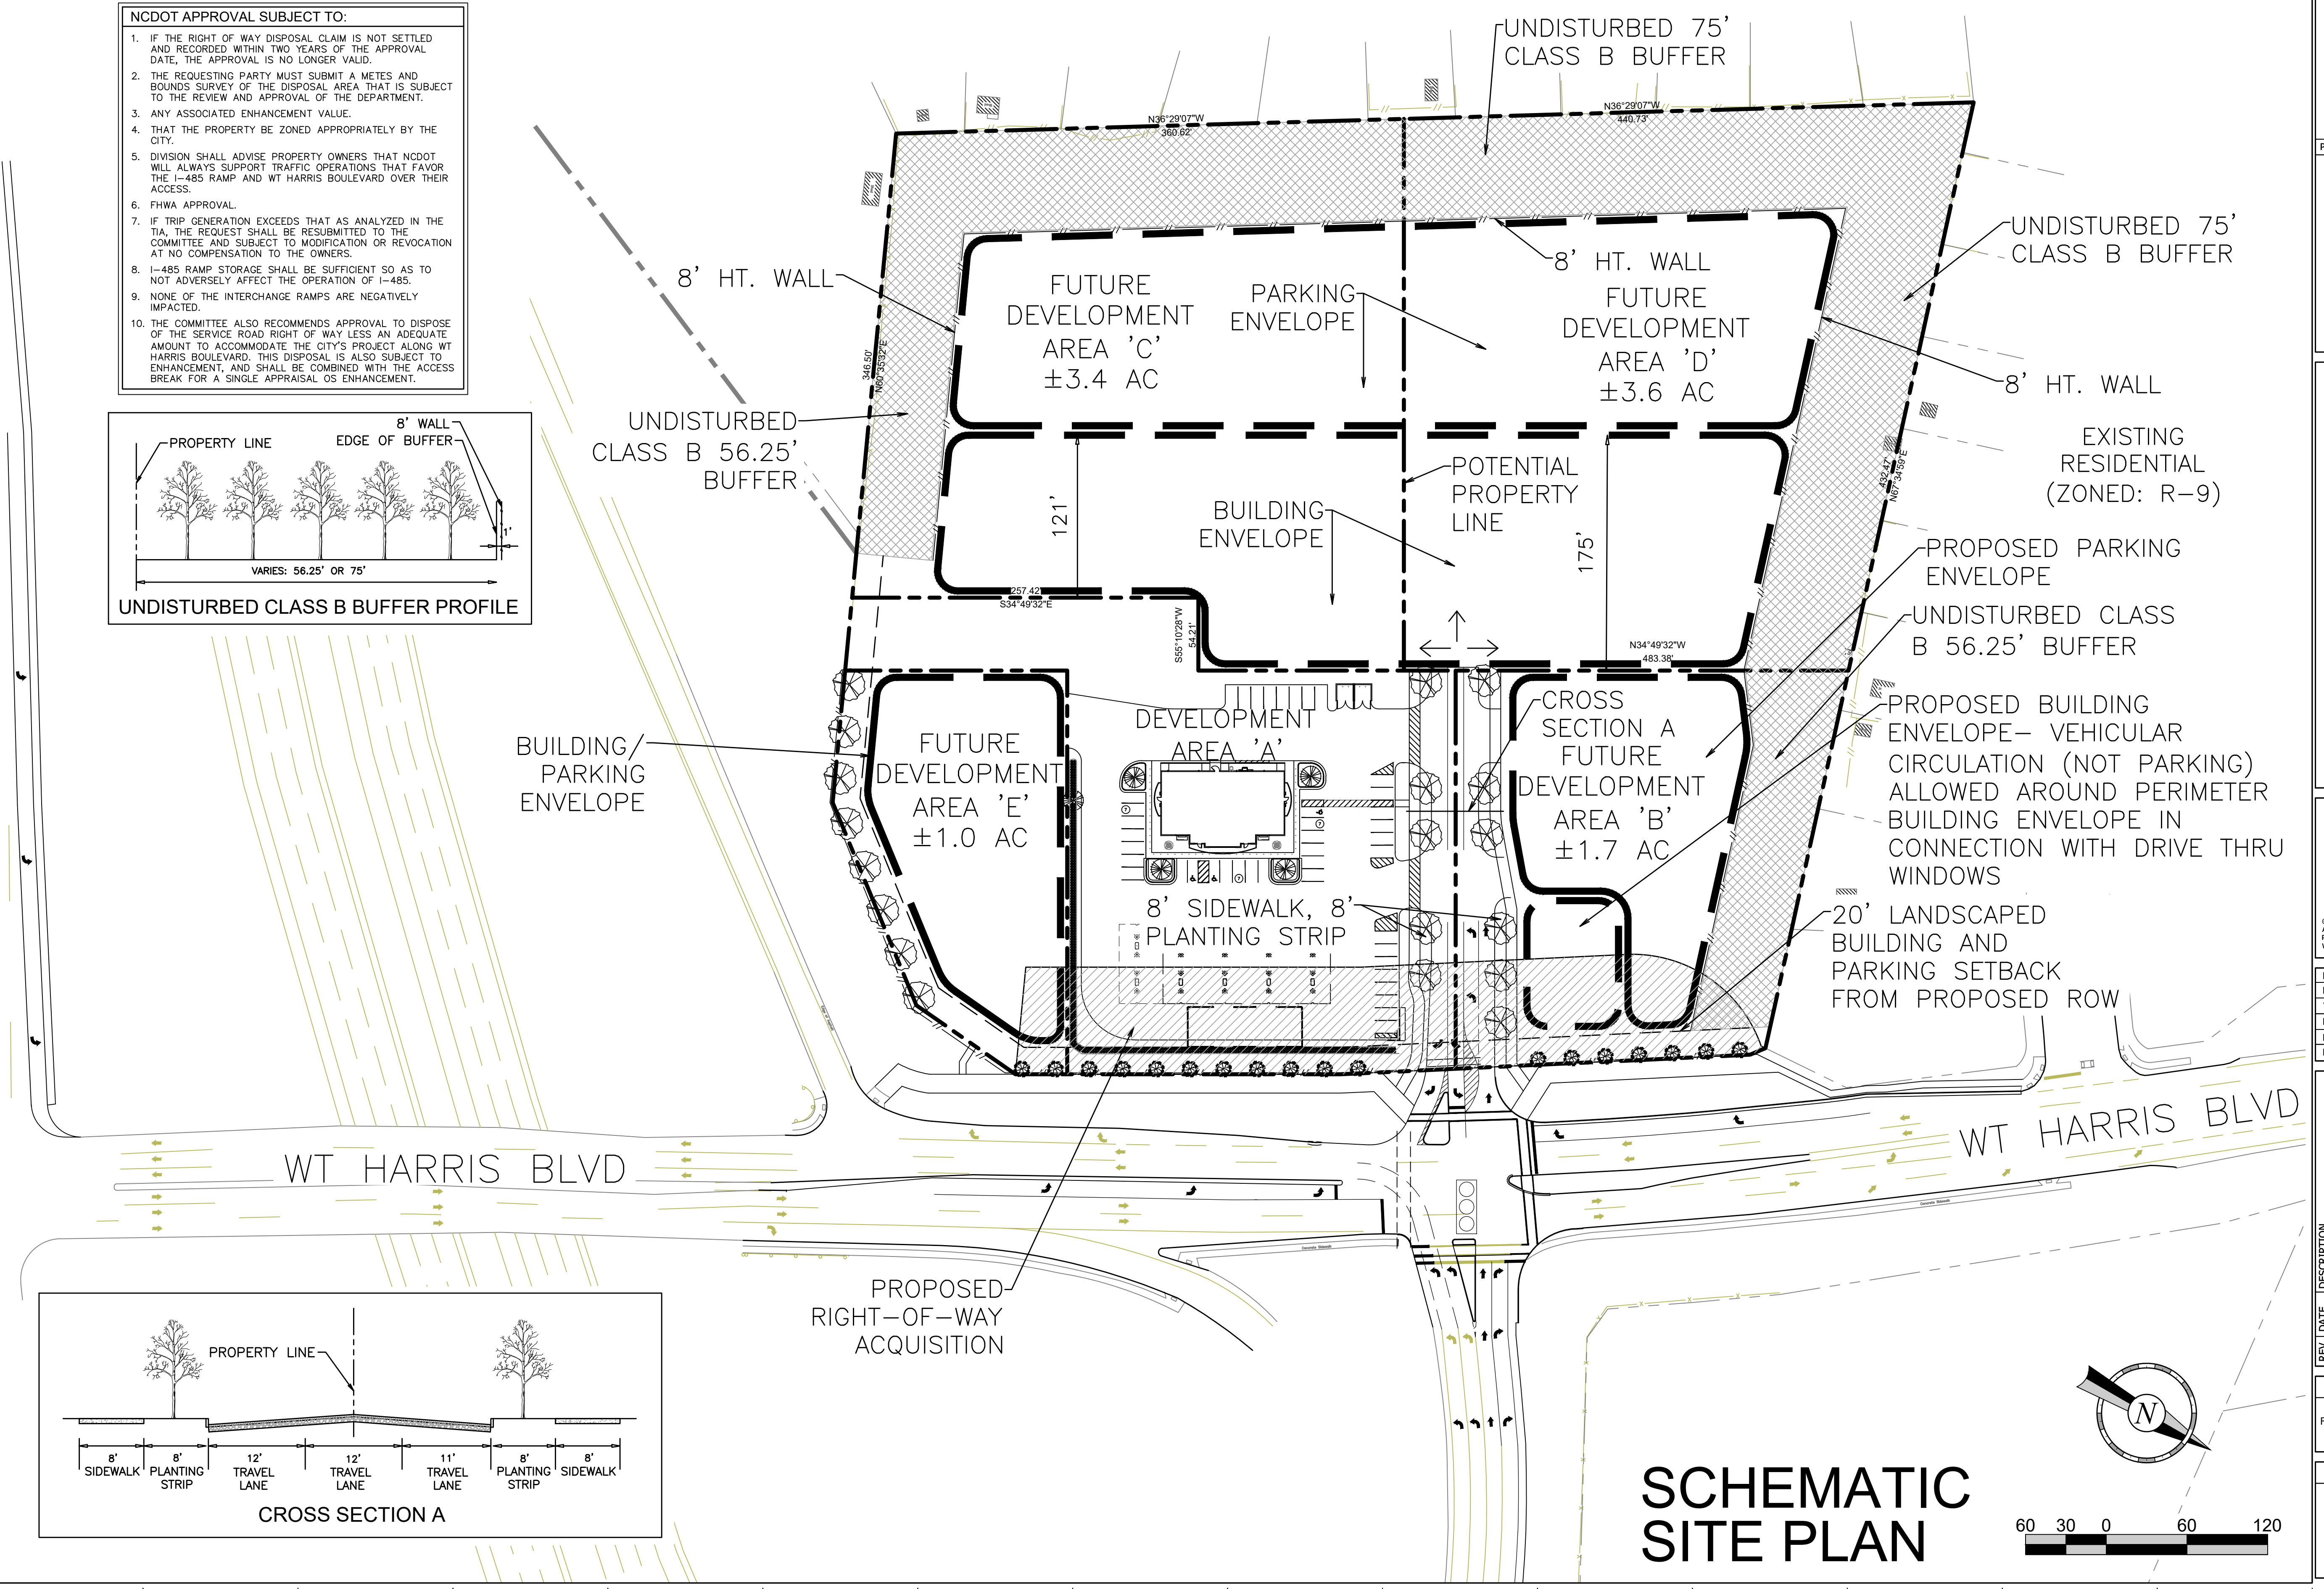 NCDOT APPROVAL SUBJECT TO:
1. IF THE RIGHT OF WAY DISPOSAL CLAIM IS NOT SETTLED
AND RECORDED WITHIN TWO YEARS OF THE APPROVAL
DATE, THE APPROVAL IS NO LONGER VALID.
2. THE REQUESTING PARTY MUST SUBMIT A METES AND
BOUNDS SURVEY OF THE DISPOSAL AREA THAT IS SUBJECT
TO THE REVIEW AND APPROVAL OF THE DEPARTMENT.
3. ANY ASSOCIATED ENHANCEMENT VALUE.
4. THAT THE PROPERTY BE ZONED APPROPRIATELY BY THE
CITY.
5. DIVISION SHALL ADVISE PROPERTY OWNERS THAT NCDOT
WILL ALWAYS SUPPORT TRAFFIC OPERATIONS THAT FAVOR
THE I-485 RAMP AND WT HARRIS BOULEVARD OVER THEIR
ACCESS.
6. FHWA APPROVAL.
7. IF TRIP GENERATION EXCEEDS THAT AS ANALYZED IN THE
TIA, THE REQUEST SHALL BE RESUBMITTED TO THE
COMMITTEE AND SUBJECT TO MODIFICATION OR REVOCATION
AT NO COMPENSATION TO THE OWNERS.
8. I-485 RAMP STORAGE SHALL BE SUFFICIENT SO AS TO
NOT ADVERSELY AFFECT THE OPERATION OF I-485.
9. NONE OF THE INTERCHANGE RAMPS ARE NEGATIVELY
IMPACTED.
10. THE COMMITTEE ALSO RECOMMENDS APPROVAL TO DISPOSE
OF THE SERVICE ROAD RIGHT OF WAY LESS AN ADEQUATE
AMOUNT TO ACCOMMODATE THE CITY'S PROJECT ALONG WT
HARRIS BOULEVARD. THIS DISPOSAL IS ALSO SUBJECT TO
ENHANCEMENT, AND SHALL BE COMBINED WITH THE ACCESS
BREAK FOR A SINGLE APPRAISAL OS ENHANCEMENT.
8' WALL
EDGE OF BUFFER
PROPERTY LINE
1'
VARIES: 56.25' OR 75'
UNDISTURBED CLASS B BUFFER PROFILE
UNDISTURBED 75'
CLASS B BUFFER
N36°29'07"W
360.62'
N36°29'07"W
440.73'
UNDISTURBED 75'
CLASS B BUFFER
8' HT. WALL
8' HT. WALL
8' HT. WALL
FUTURE
DEVELOPMENT
AREA 'C'
±3.4 AC
PARKING
ENVELOPE
FUTURE
DEVELOPMENT
AREA 'D'
±3.6 AC
346.50'
N60°35'32"E
UNDISTURBED
CLASS B 56.25'
BUFFER
EXISTING
RESIDENTIAL
(ZONED: R-9)
432.47'
N67°34'59"E
121'
BUILDING
ENVELOPE
POTENTIAL
PROPERTY
LINE
175'
257.42'
S34°49'32"E
S55°10'28"W
54.21'
N34°49'32"W
483.38'
PROPOSED PARKING
ENVELOPE
UNDISTURBED CLASS
B 56.25' BUFFER
PROPOSED BUILDING
ENVELOPE- VEHICULAR
CIRCULATION (NOT PARKING)
ALLOWED AROUND PERIMETER
BUILDING ENVELOPE IN
CONNECTION WITH DRIVE THRU
WINDOWS
BUILDING/
PARKING
ENVELOPE
FUTURE
DEVELOPMENT
AREA 'E'
±1.0 AC
DEVELOPMENT
AREA 'A'
CROSS
SECTION A
FUTURE
DEVELOPMENT
AREA 'B'
±1.7 AC
8' SIDEWALK, 8'
PLANTING STRIP
20' LANDSCAPED
BUILDING AND
PARKING SETBACK
FROM PROPOSED ROW
WT HARRIS BLVD
WT HARRIS BLVD
Concrete Sidewalk
Concrete Sidewalk
PROPOSED
RIGHT-OF-WAY
ACQUISITION
PROPERTY LINE
8'
SIDEWALK
8'
PLANTING
STRIP
12'
TRAVEL
LANE
12'
TRAVEL
LANE
11'
TRAVEL
LANE
8'
PLANTING
STRIP
8'
SIDEWALK
CROSS SECTION A
N
SCHEMATIC
SITE PLAN
60 30 0 60 120
REV. DATE DESCRIPTION